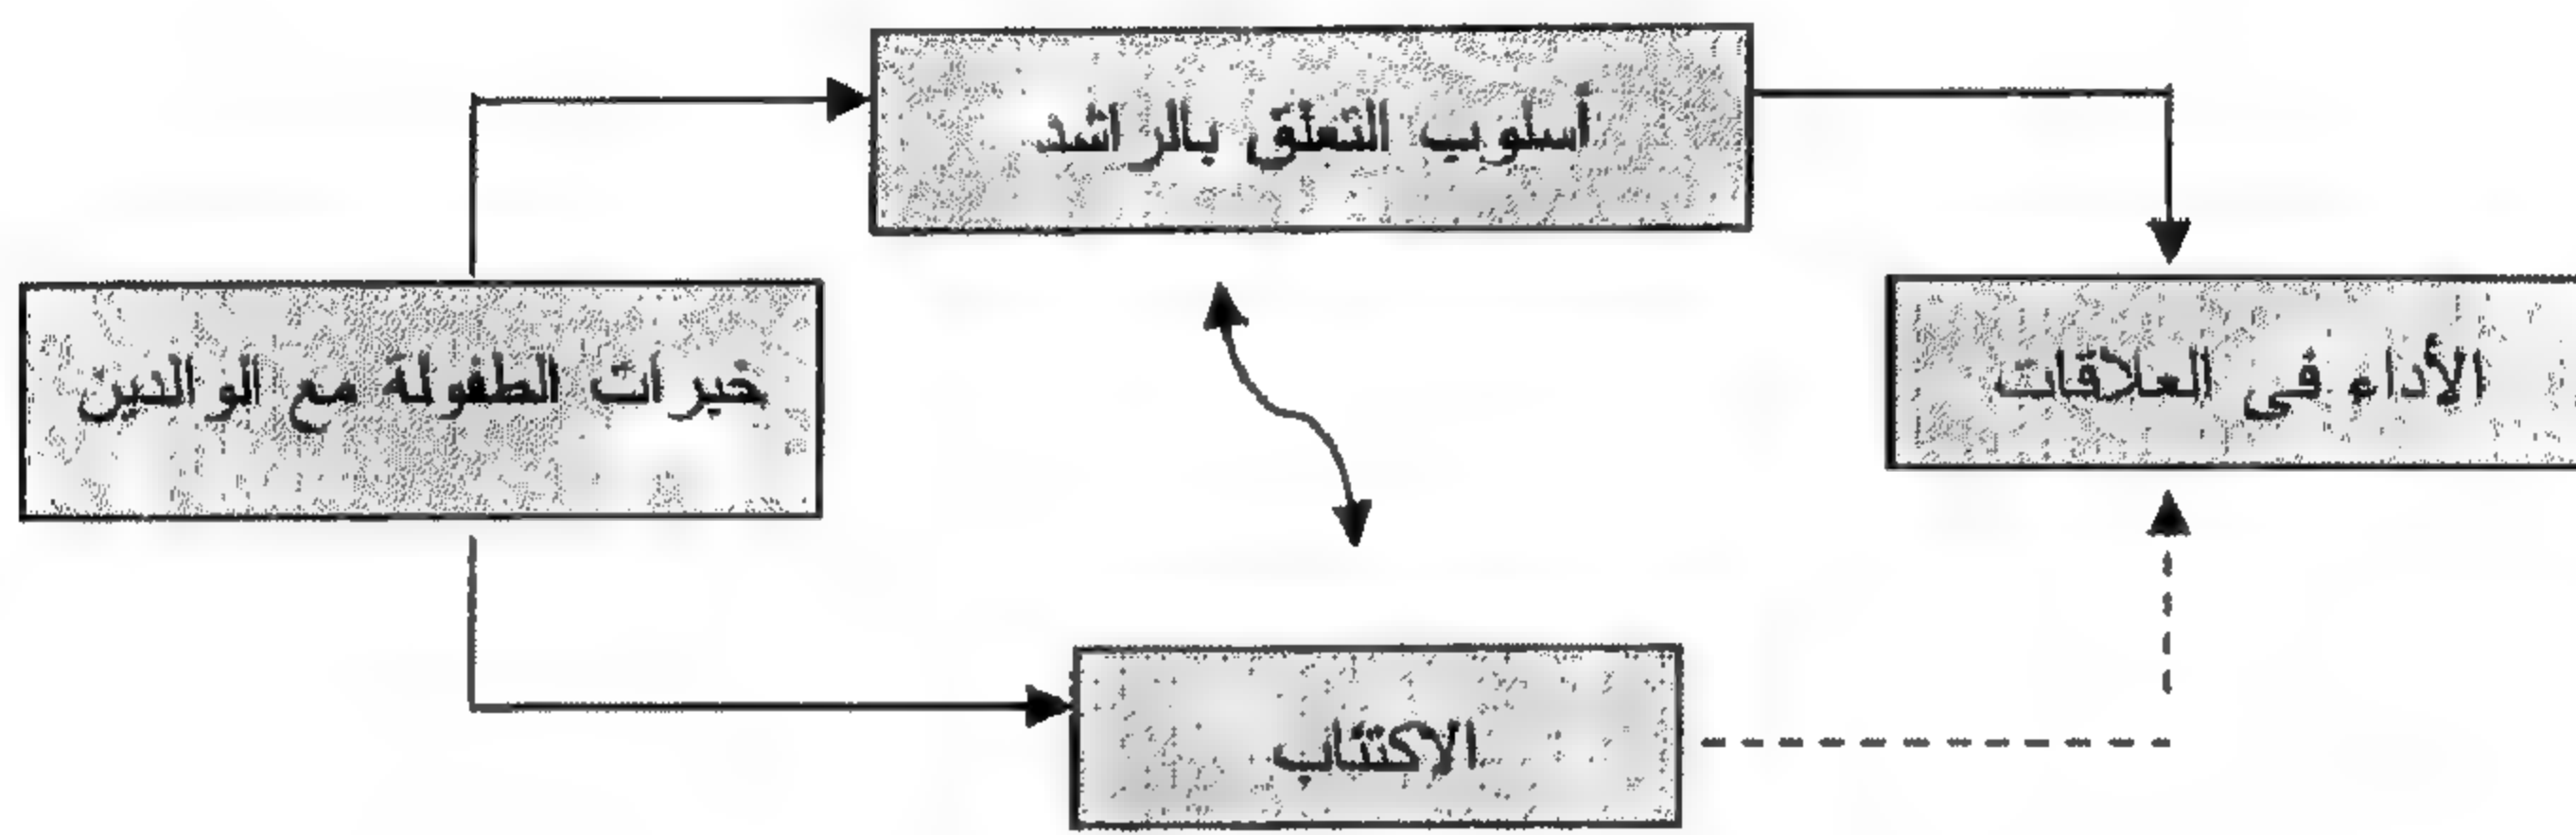 أسلوب التعلق بالراشد
خبرات الطفولة مع الوالدين
الأداء فى العلاقات
الاكتئاب